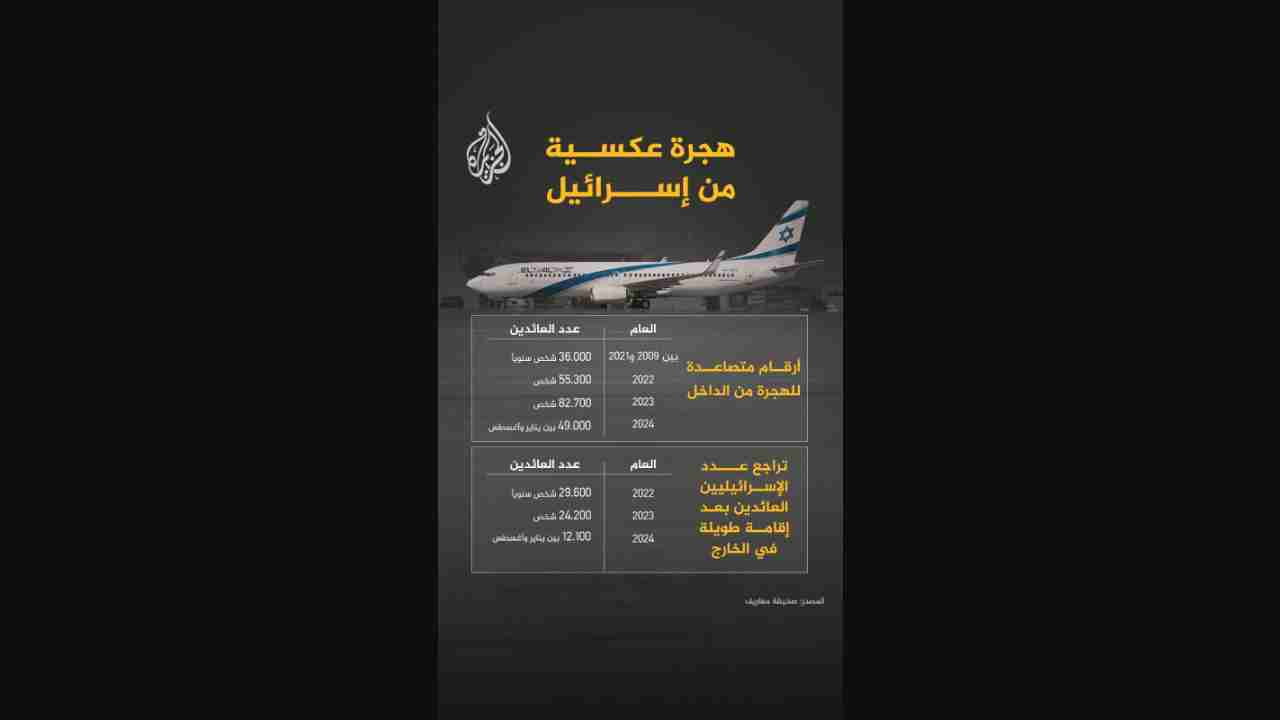 الجزيرة
هجرة عكسية
من إسرائيل
EL AL
أرقام متصاعدة
للهجرة من الداخل
العام عدد العائدين
بين 2009 و2021 36.000 شخص سنوياً
2022 55.300 شخص
2023 82.700 شخص
2024 49.000 بين يناير وأغسطس
تراجع عدد
الإسرائيليين
العائدين بعد
إقامة طويلة
في الخارج
العام عدد العائدين
2022 29.600 شخص سنوياً
2023 24.200 شخص
2024 12.100 بين يناير وأغسطس
المصدر: صحيفة معاريف